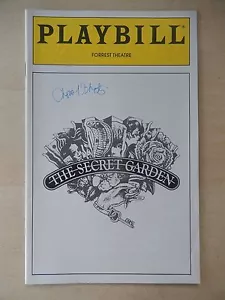 PLAYBILL
FORREST THEATRE
THE SECRET GARDEN